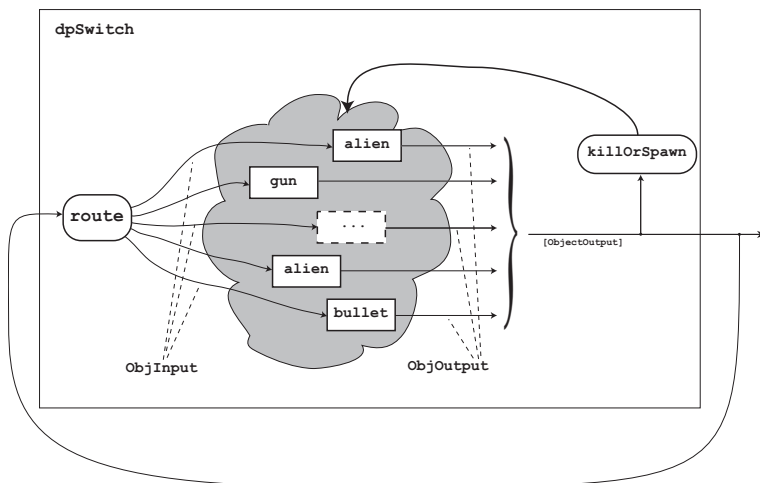 dpSwitch
alien
killOrSpawn
gun
route
...
[ObjectOutput]
alien
bullet
ObjInput
ObjOutput